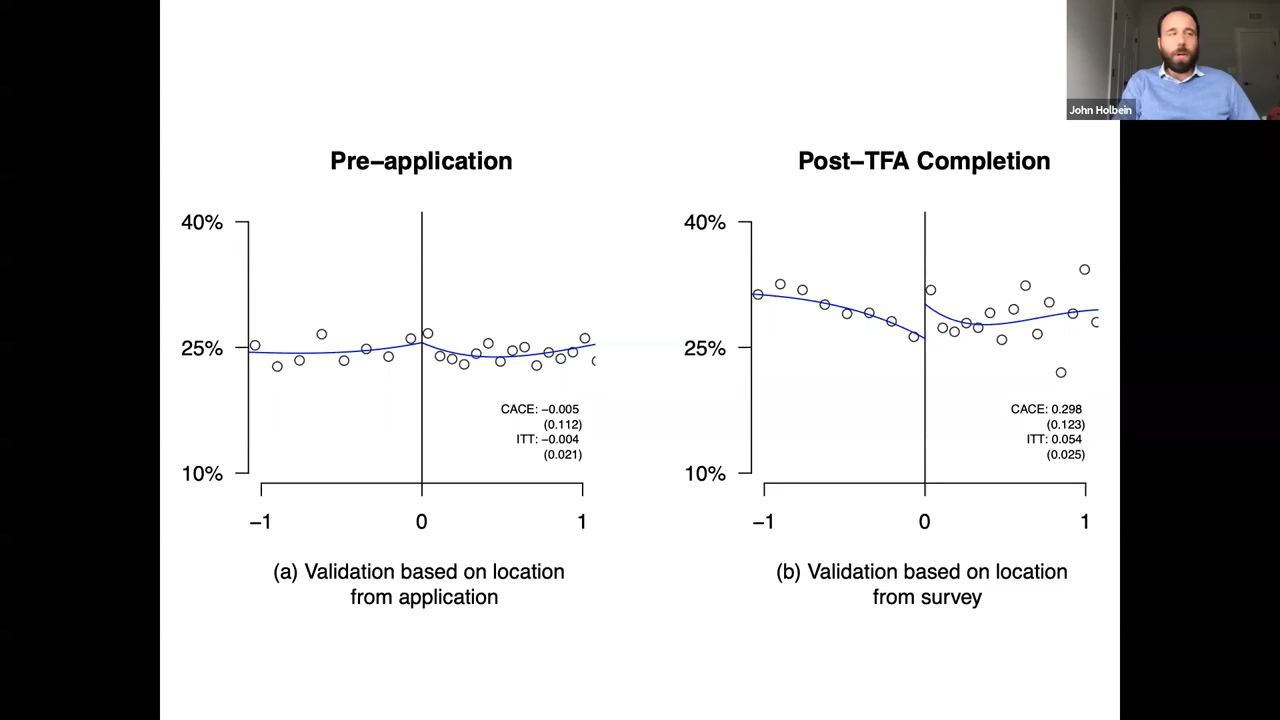 John Holbein
Pre–application
40%
25%
10%
CACE: −0.005
(0.112)
ITT: −0.004
(0.021)
−1
0
1
(a) Validation based on location
from application
Post–TFA Completion
40%
25%
10%
CACE: 0.298
(0.123)
ITT: 0.054
(0.025)
−1
0
1
(b) Validation based on location
from survey